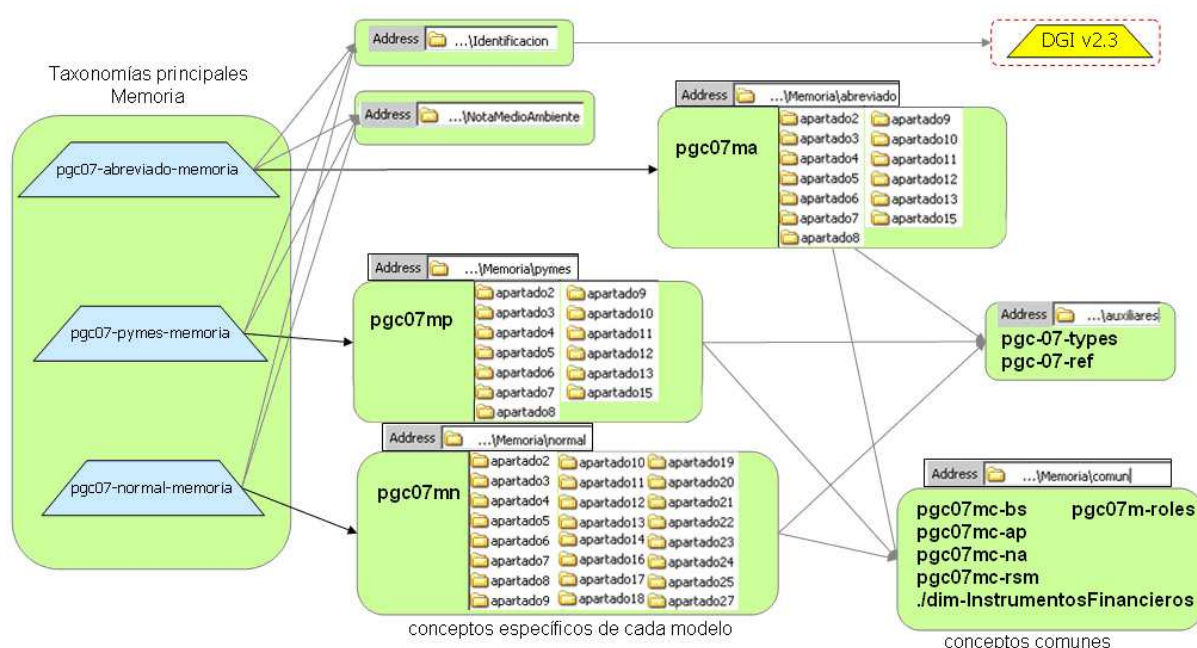 Address ...\Identificacion
DGI v2.3
Taxonomías principales
Memoria
Address ...\NotaMedioAmbiente
pgc07-abreviado-memoria
pgc07-pymes-memoria
pgc07-normal-memoria
Address ...\Memoria\abreviado
pgc07ma
apartado2 apartado9
apartado3 apartado10
apartado4 apartado11
apartado5 apartado12
apartado6 apartado13
apartado7 apartado15
apartado8
Address ...\Memoria\pymes
pgc07mp
apartado2 apartado9
apartado3 apartado10
apartado4 apartado11
apartado5 apartado12
apartado6 apartado13
apartado7 apartado15
apartado8
Address ...\Memoria\normal
pgc07mn
apartado2 apartado10 apartado19
apartado3 apartado11 apartado20
apartado4 apartado12 apartado21
apartado5 apartado13 apartado22
apartado6 apartado14 apartado23
apartado7 apartado16 apartado24
apartado8 apartado17 apartado25
apartado9 apartado18 apartado27
conceptos específicos de cada modelo
Address ...\auxiliares
pgc-07-types
pgc-07-ref
Address ...\Memoria\comun
pgc07mc-bs pgc07m-roles
pgc07mc-ap
pgc07mc-na
pgc07mc-rsm
./dim-InstrumentosFinancieros
conceptos comunes